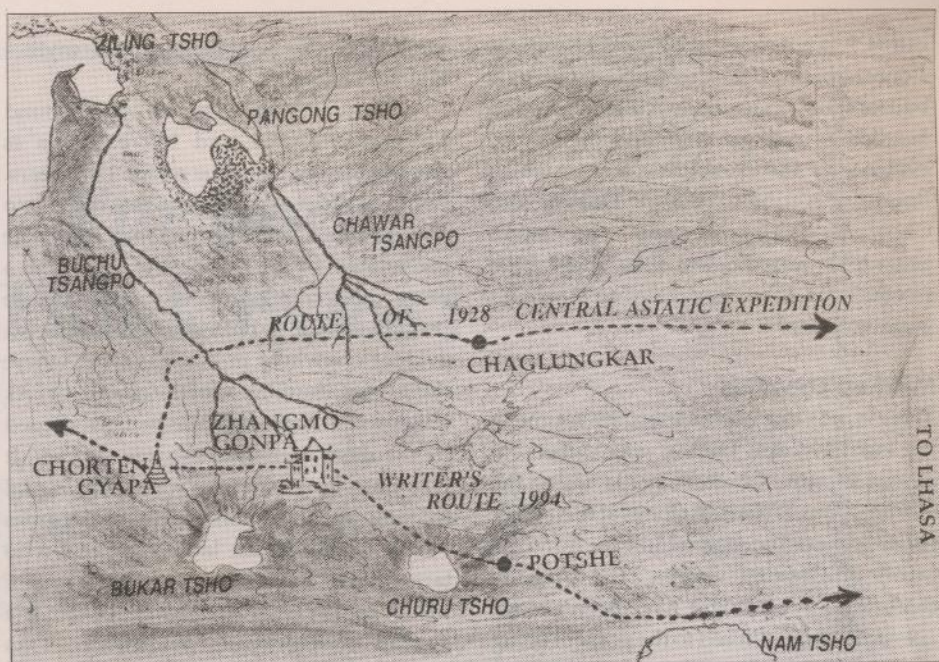 ZILING TSHO
PANGONG TSHO
CHAWAR
TSANGPO
BUCHU
TSANGPO
ROUTE OF 1928 CENTRAL ASIATIC EXPEDITION
CHAGLUNGKAR
ZHANGMO
GONPA
CHORTEN
GYAPA
WRITER'S
ROUTE 1994
TO LHASA
POTSHE
BUKAR TSHO
CHURU TSHO
NAM TSHO